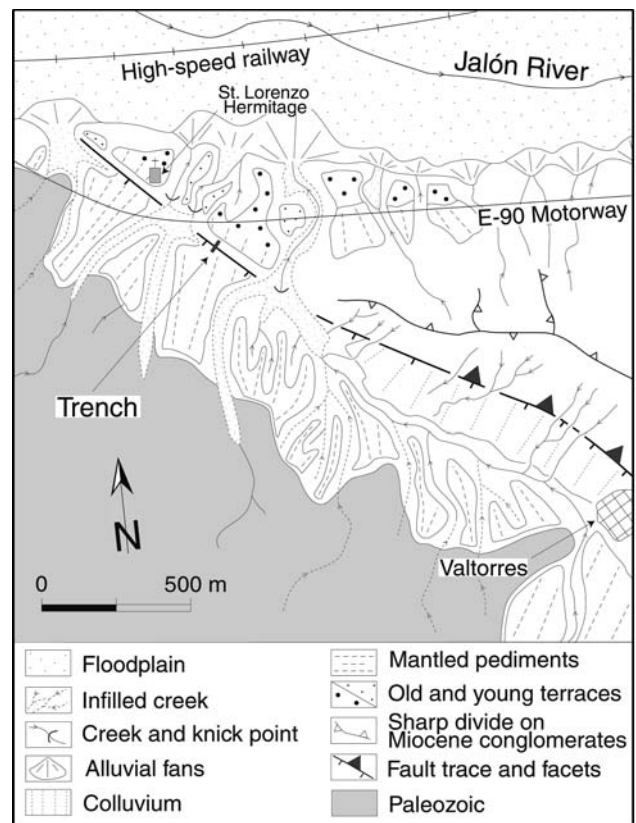 High-speed railway
Jalón River
St. Lorenzo
Hermitage
E-90 Motorway
Trench
N
0 500 m
Valtorres
Floodplain
Infilled creek
Creek and knick point
Alluvial fans
Colluvium
Mantled pediments
Old and young terraces
Sharp divide on
Miocene conglomerates
Fault trace and facets
Paleozoic